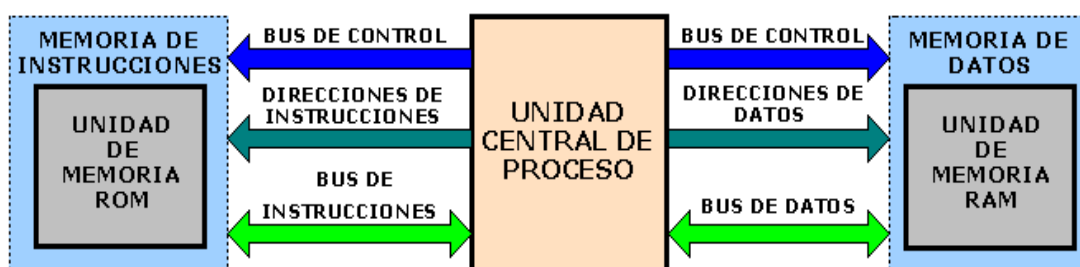 MEMORIA DE
INSTRUCCIONES
UNIDAD
DE
MEMORIA
ROM
BUS DE CONTROL
DIRECCIONES DE
INSTRUCCIONES
BUS DE
INSTRUCCIONES
UNIDAD
CENTRAL DE
PROCESO
BUS DE CONTROL
DIRECCIONES DE
DATOS
BUS DE DATOS
MEMORIA DE
DATOS
UNIDAD
DE
MEMORIA
RAM